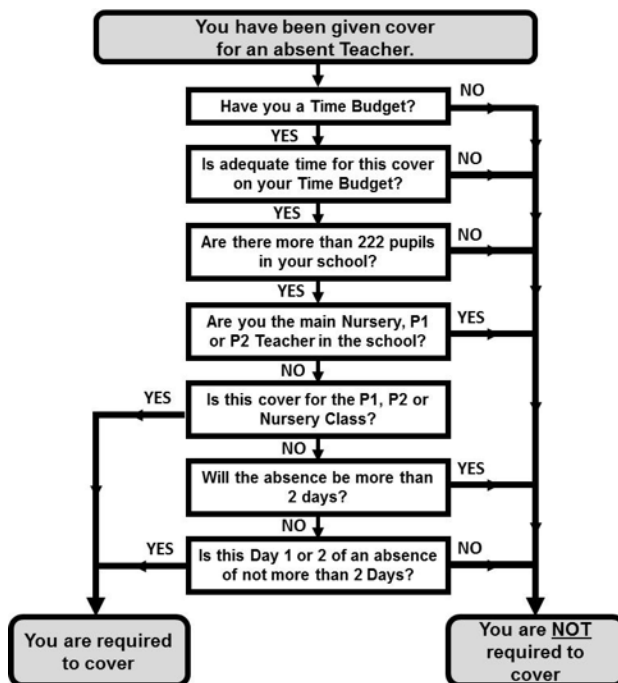 You have been given cover
for an absent Teacher.
NO
Have you a Time Budget?
YES
Is adequate time for this cover
on your Time Budget?
NO
YES
Are there more than 222 pupils
in your school?
NO
YES
Are you the main Nursery, P1
or P2 Teacher in the school?
YES
NO
YES
Is this cover for the P1, P2 or
Nursery Class?
NO
Will the absence be more than
2 days?
YES
NO
YES
Is this Day 1 or 2 of an absence
of not more than 2 Days?
NO
You are required
to cover
You are NOT
required to
cover